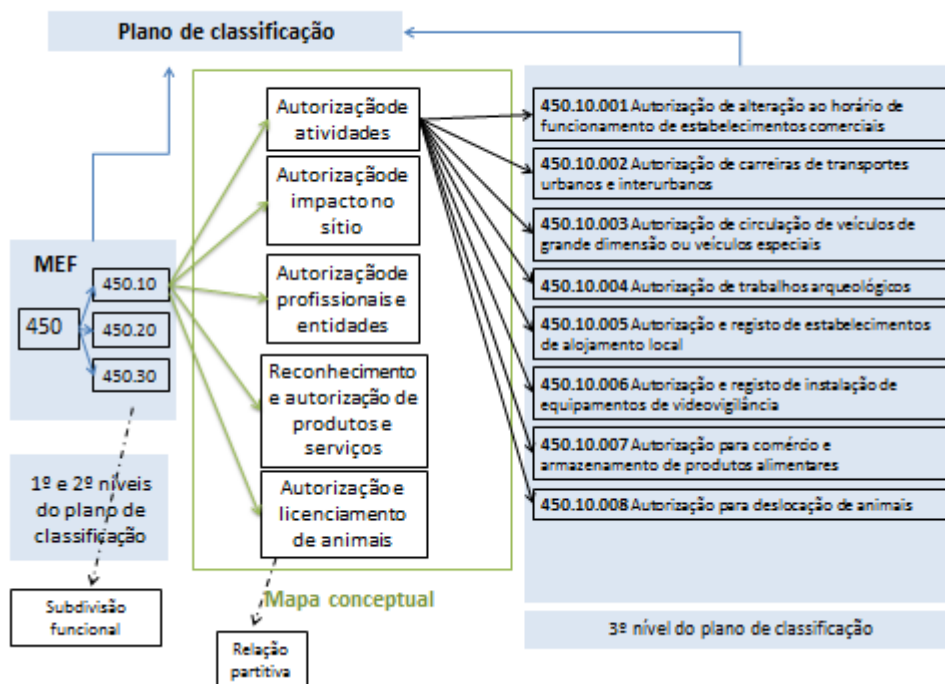 Plano de classificação
MEF
450
450.10
450.20
450.30
1º e 2º níveis
do plano de
classificação
Subdivisão
funcional
Autorizaçãode
atividades
Autorizaçãode
impacto no
sítio
Autorizaçãode
profissionais e
entidades
Reconhecimento
e autorização de
produtos e
serviços
Autorização e
licenciamento
de animais
Mapa conceptual
Relação
partitiva
450.10.001 Autorização de alteração ao horário de
funcionamento de estabelecimentos comerciais
450.10.002 Autorização de carreiras de transportes
urbanos e interurbanos
450.10.003 Autorização de circulação de veículos de
grande dimensão ou veículos especiais
450.10.004 Autorização de trabalhos arqueológicos
450.10.005 Autorização e registo de estabelecimentos
de alojamento local
450.10.006 Autorização e registo de instalação de
equipamentos de videovigilância
450.10.007 Autorização para comércio e
armazenamento de produtos alimentares
450.10.008 Autorização para deslocação de animais
3º nível do plano de classificação